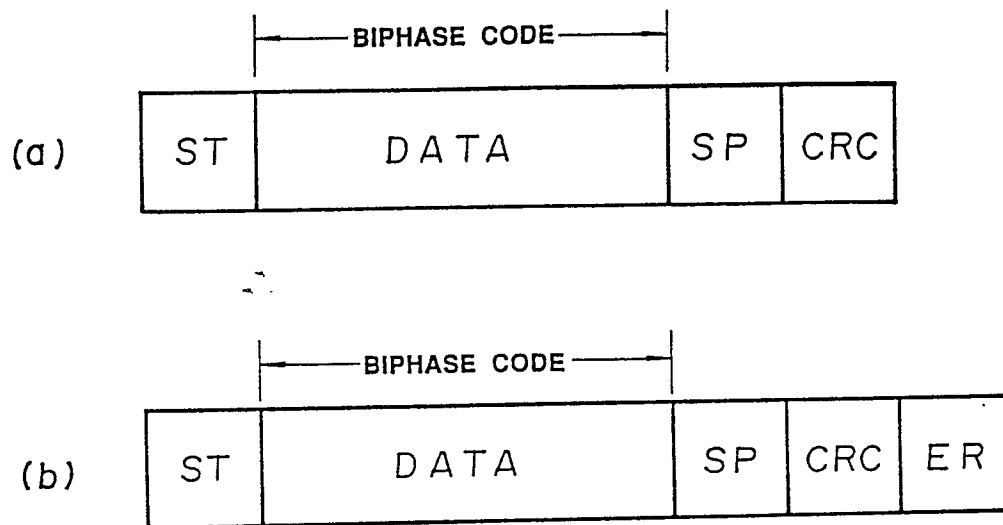 BIPHASE CODE
(a) ST DATA SP CRC
BIPHASE CODE
(b) ST DATA SP CRC ER